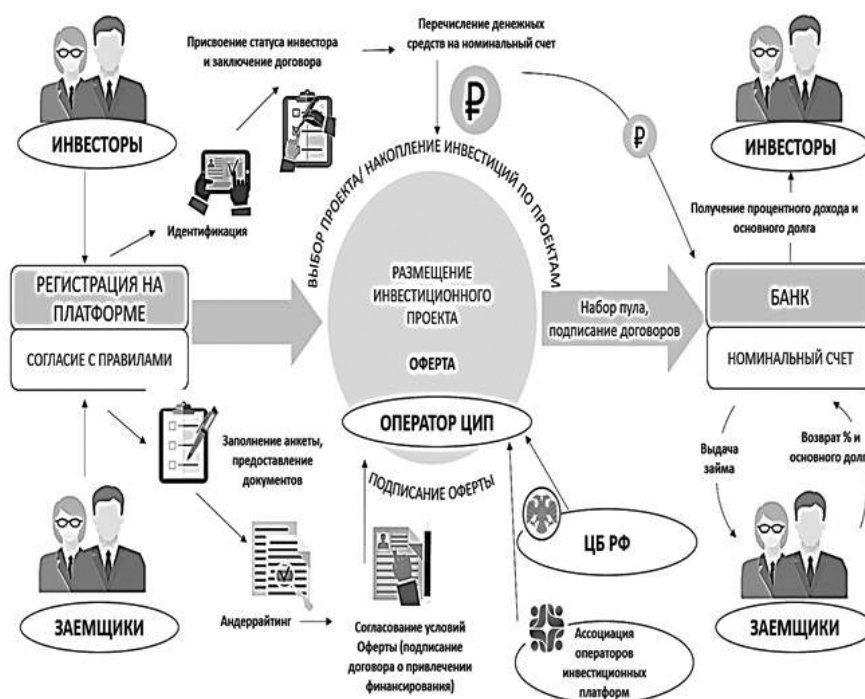 Присвоение статуса инвестора
и заключение договора
Перечисление денежных
средств на номинальный счет
₽
₽
ИНВЕСТОРЫ
ИНВЕСТОРЫ
Идентификация
ВЫБОР ПРОЕКТА/ НАКОПЛЕНИЕ ИНВЕСТИЦИЙ ПО ПРОЕКТАМ
Получение процентного дохода и
основного долга
РЕГИСТРАЦИЯ НА
ПЛАТФОРМЕ
СОГЛАСИЕ С ПРАВИЛАМИ
РАЗМЕЩЕНИЕ
ИНВЕСТИЦИОННОГО
ПРОЕКТА
ОФЕРТА
ОПЕРАТОР ЦИП
ПОДПИСАНИЕ ОФЕРТЫ
Набор пула,
подписание договоров
БАНК
НОМИНАЛЬНЫЙ СЧЕТ
Заполнение анкеты,
предоставление
документов
Выдача
займа
Возврат % и
основного долг
ЦБ РФ
ЗАЕМЩИКИ
Андеррайтинг
Согласование условий
Оферты (подписание
договора о привлечении
финансирования)
Ассоциация
операторов
инвестиционных
платформ
ЗАЕМЩИКИ